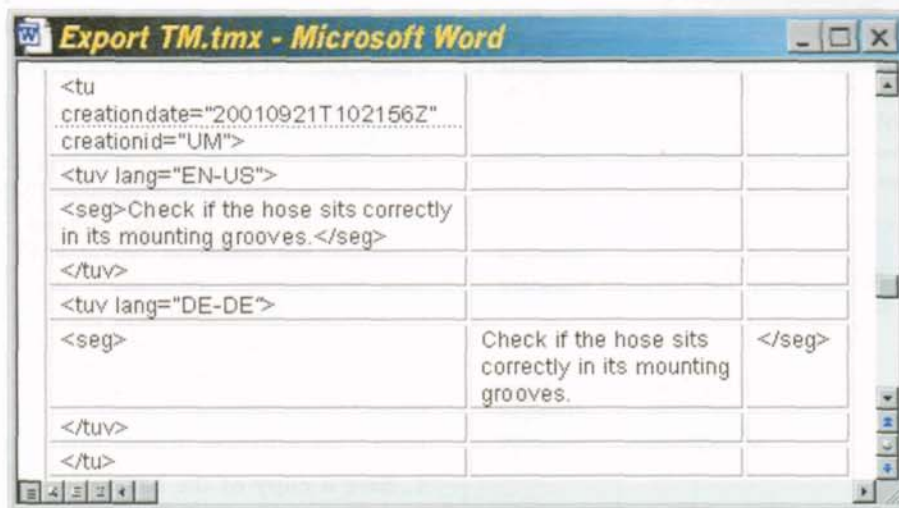 Export TM.tmx - Microsoft Word
<tu
creationdate="20010921T102156Z"
creationid="UM">
<tuv lang="EN-US">
<seg>Check if the hose sits correctly
in its mounting grooves.</seg>
</tuv>
<tuv lang="DE-DE">
<seg>
Check if the hose sits
correctly in its mounting
grooves.
</seg>
</tuv>
</tu>